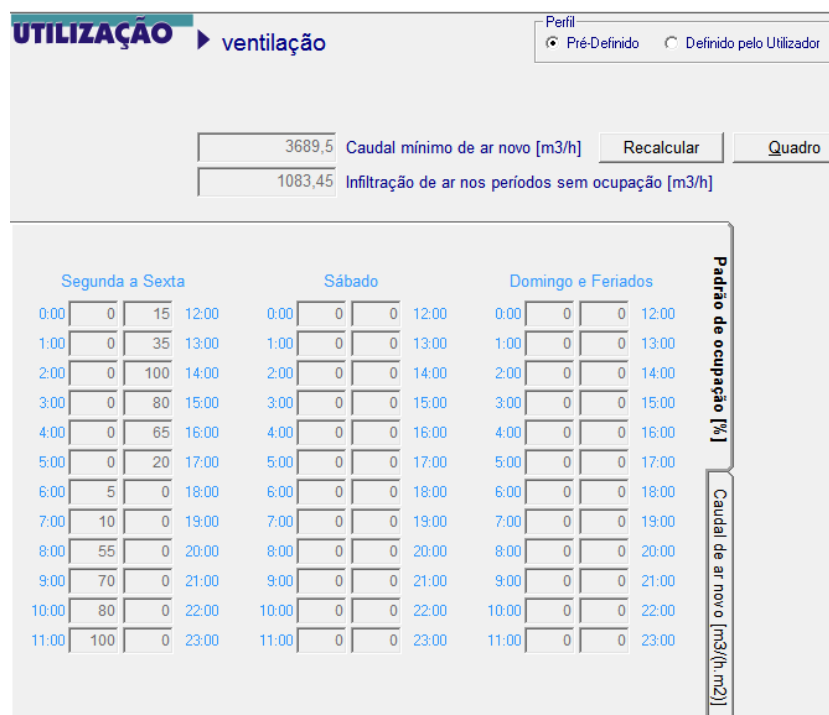 UTILIZAÇÃO ventilação
Perfil
Pré-Definido Definido pelo Utilizador
3689,5 Caudal mínimo de ar novo [m3/h] Recalcular Quadro
1083,45 Infiltração de ar nos períodos sem ocupação [m3/h]
Segunda a Sexta Sábado Domingo e Feriados
0:00 0 15 12:00 0:00 0 0 12:00 0:00 0 0 12:00
1:00 0 35 13:00 1:00 0 0 13:00 1:00 0 0 13:00
2:00 0 100 14:00 2:00 0 0 14:00 2:00 0 0 14:00
3:00 0 80 15:00 3:00 0 0 15:00 3:00 0 0 15:00
4:00 0 65 16:00 4:00 0 0 16:00 4:00 0 0 16:00
5:00 0 20 17:00 5:00 0 0 17:00 5:00 0 0 17:00
6:00 5 0 18:00 6:00 0 0 18:00 6:00 0 0 18:00
7:00 10 0 19:00 7:00 0 0 19:00 7:00 0 0 19:00
8:00 55 0 20:00 8:00 0 0 20:00 8:00 0 0 20:00
9:00 70 0 21:00 9:00 0 0 21:00 9:00 0 0 21:00
10:00 80 0 22:00 10:00 0 0 22:00 10:00 0 0 22:00
11:00 100 0 23:00 11:00 0 0 23:00 11:00 0 0 23:00
Padrão de ocupação [%]
Caudal de ar novo [m3/(h.m2)]